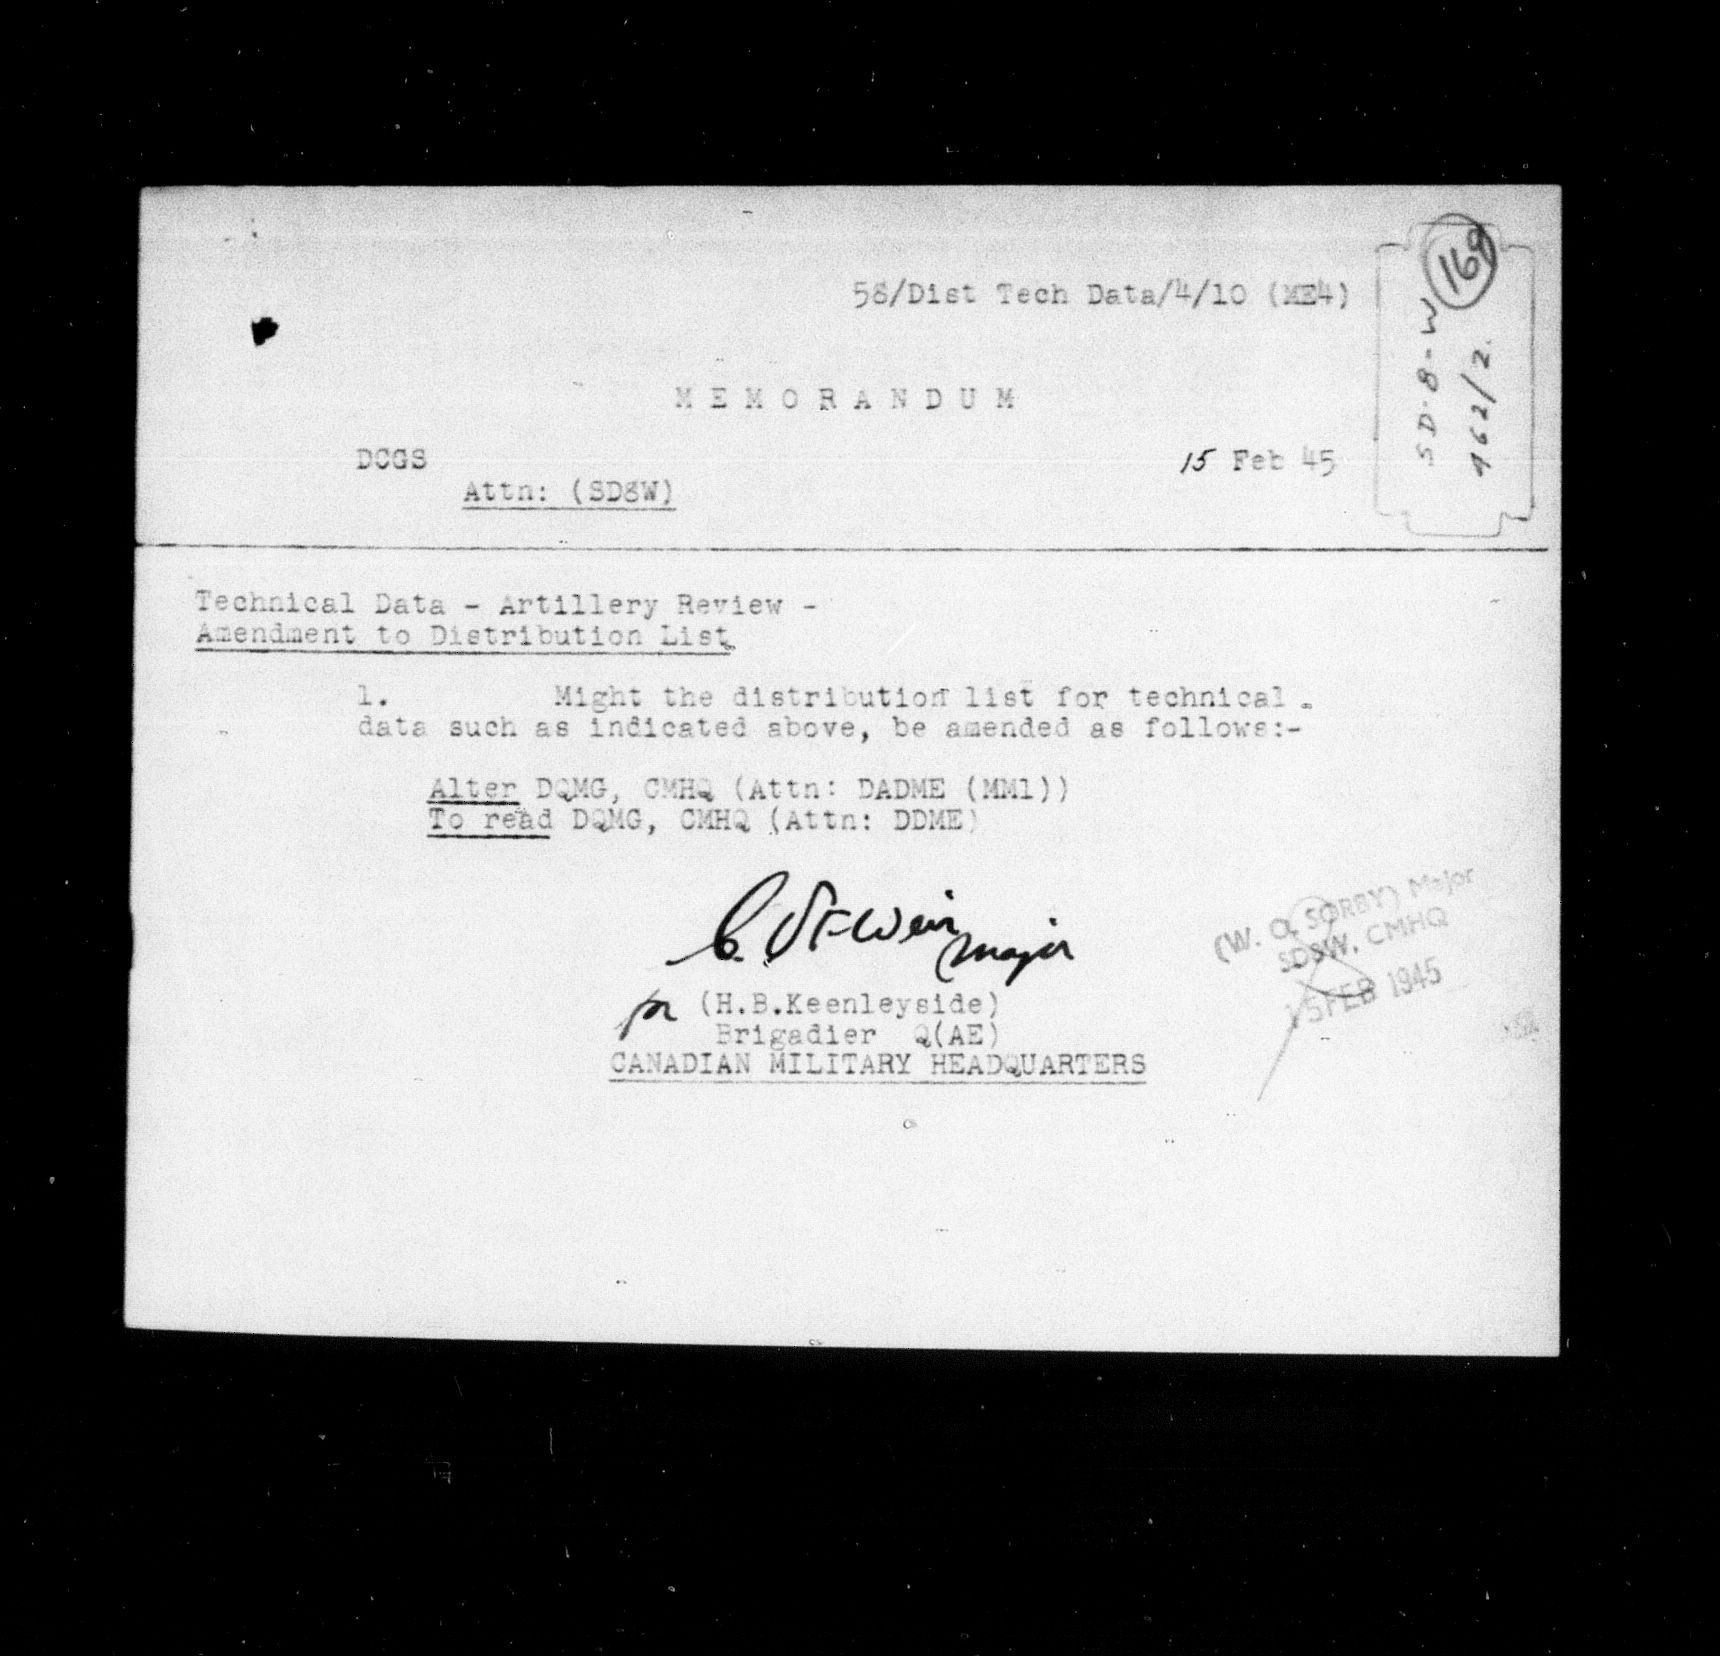 168
SD-8-W
462/2.
58/Dist Tech Data/4/10 (ME4)
MEMORANDUM
DCGS
15 Feb 45
Attn: (SD8W)
Technical Data - Artillery Review -
Amendment to Distribution List.
1. Might the distribution list for technical
data such as indicated above, be amended as follows:-
Alter DQMG, CMHQ (Attn: DADME (MM1))
To read DQMG, CMHQ (Attn: DDME)
Major
for (H.B.Keenleyside)
Brigadier Q(AE)
CANADIAN MILITARY HEADQUARTERS
(W. O. SORBY) Major
SD8W, CMHQ
15 FEB 1945